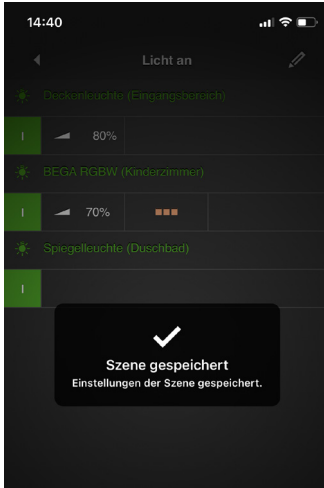 14:40
Licht an
Deckenleuchte (Eingangsbereich)
I 80%
BEGA RGBW (Kinderzimmer)
I 70%
Spiegelleuchte (Duschbad)
I
Szene gespeichert
Einstellungen der Szene gespeichert.